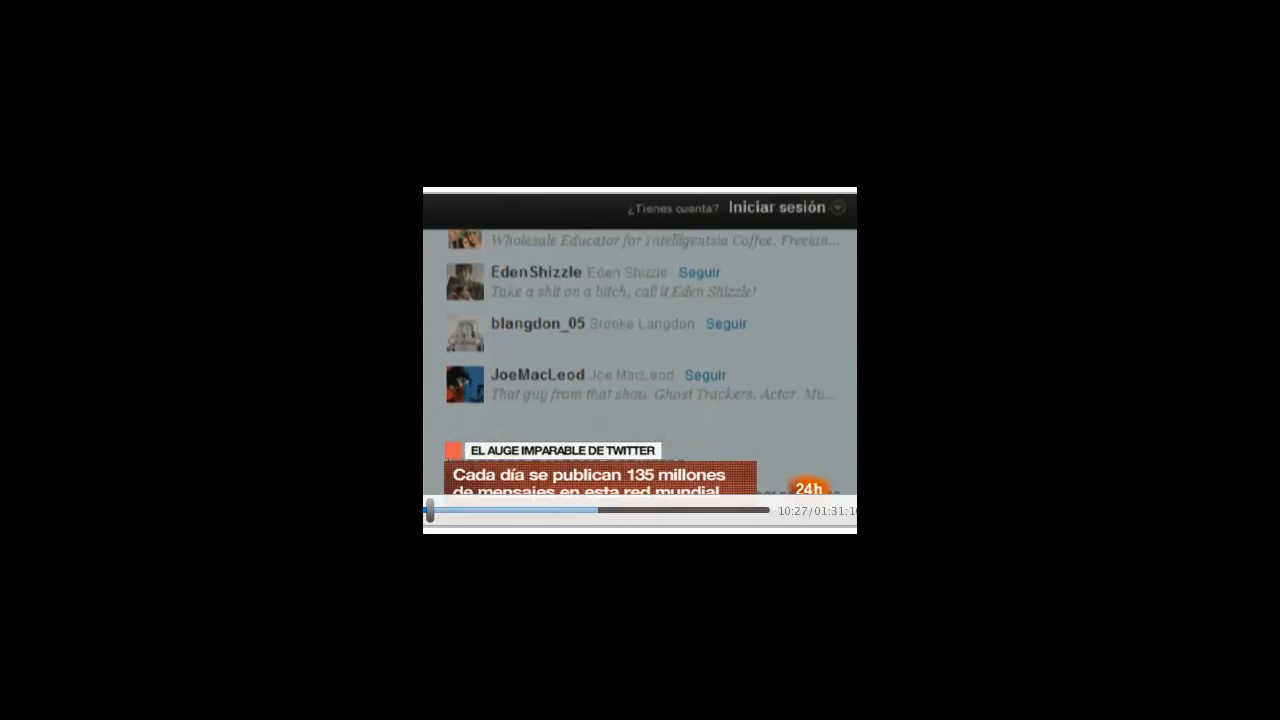 ¿Tienes cuenta? Iniciar sesión
Wholesale Educator for Intelligentsia Coffee. Freelan...
EdenShizzle Eden Shizzle Seguir
Take a shit on a bitch, call it Eden Shizzle!
blangdon_05 Brooke Langdon Seguir
JoeMacLeod Joe MacLeod Seguir
That guy from that show Ghost Trackers. Actor. Mu...
EL AUGE IMPARABLE DE TWITTER
Cada día se publican 135 millones
de mensajes en esta red mundial
24h
10:27/01:31:1